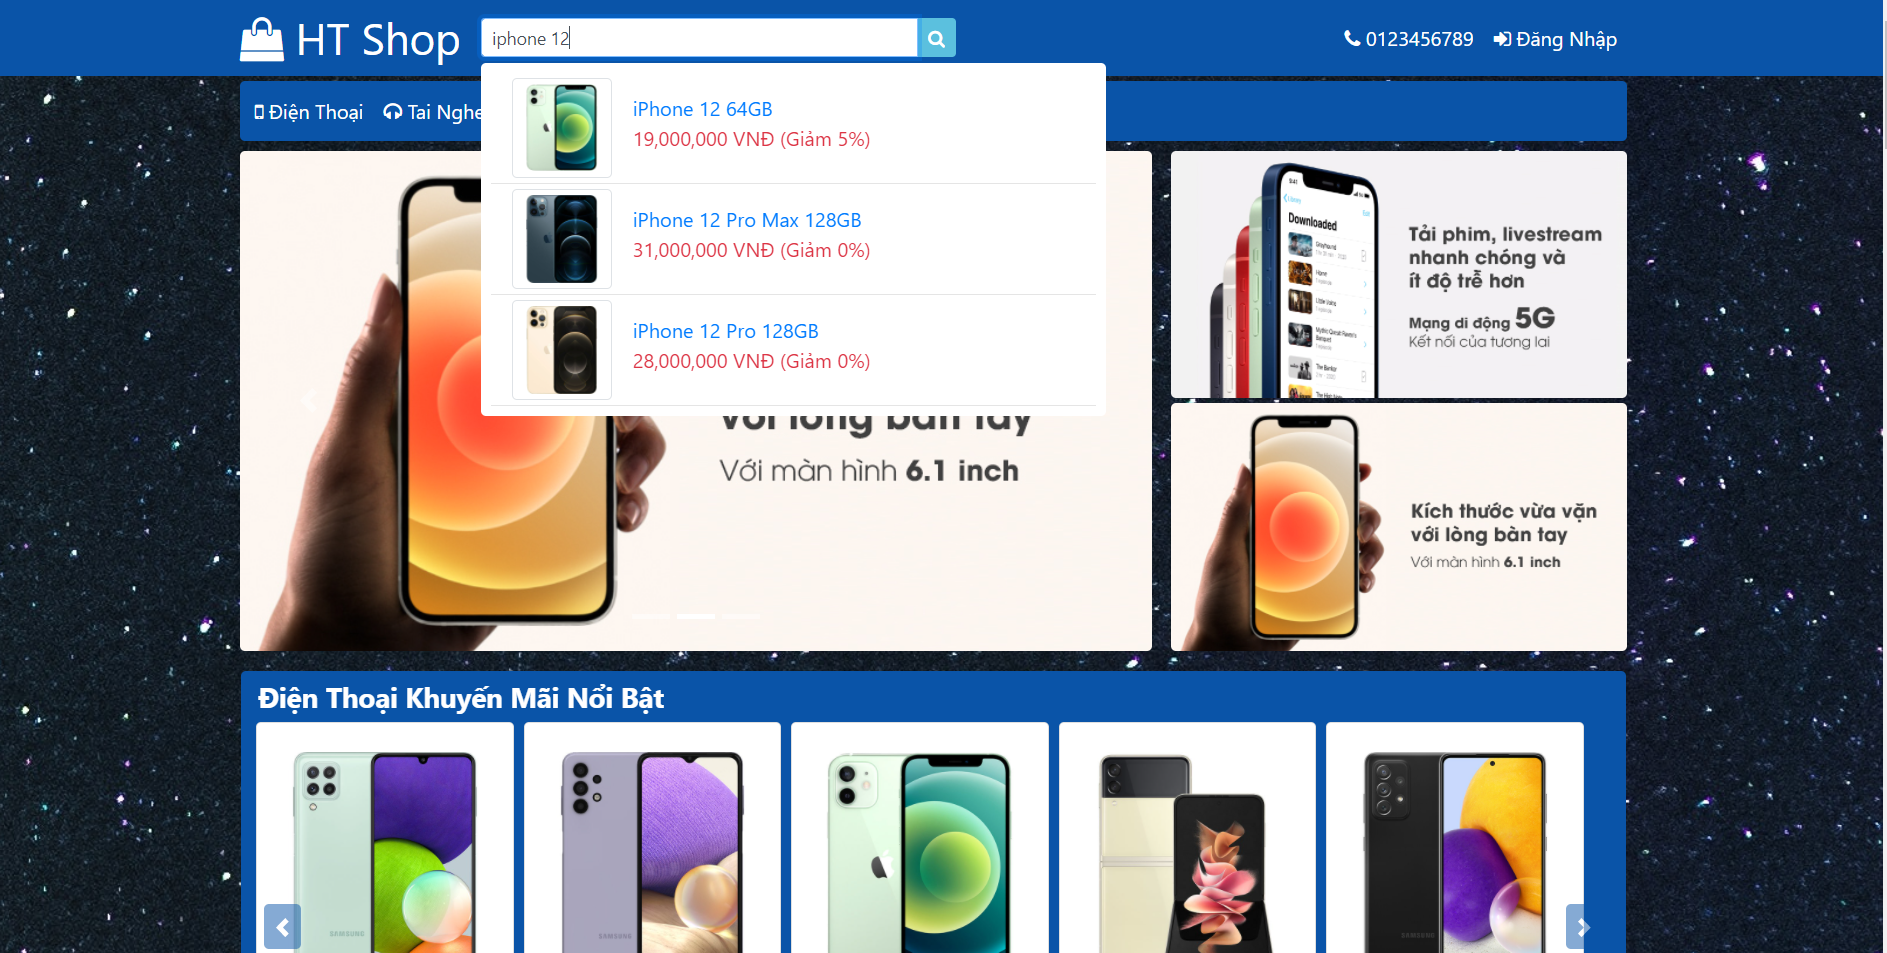 HT Shop
iphone 12
0123456789
Đăng Nhập
Điện Thoại
Tai Nghe
iPhone 12 64GB
19,000,000 VNĐ (Giảm 5%)
iPhone 12 Pro Max 128GB
31,000,000 VNĐ (Giảm 0%)
iPhone 12 Pro 128GB
28,000,000 VNĐ (Giảm 0%)
với lòng bàn tay
Với màn hình 6.1 inch
Downloaded
Greyhound
Home
Tải phim, livestream
nhanh chóng và
ít độ trễ hơn
Mạng di động 5G
Kết nối của tương lai
Kích thước vừa vặn
với lòng bàn tay
Với màn hình 6.1 inch
Điện Thoại Khuyến Mãi Nổi Bật
SAMSUNG
SAMSUNG
SAMSUNG